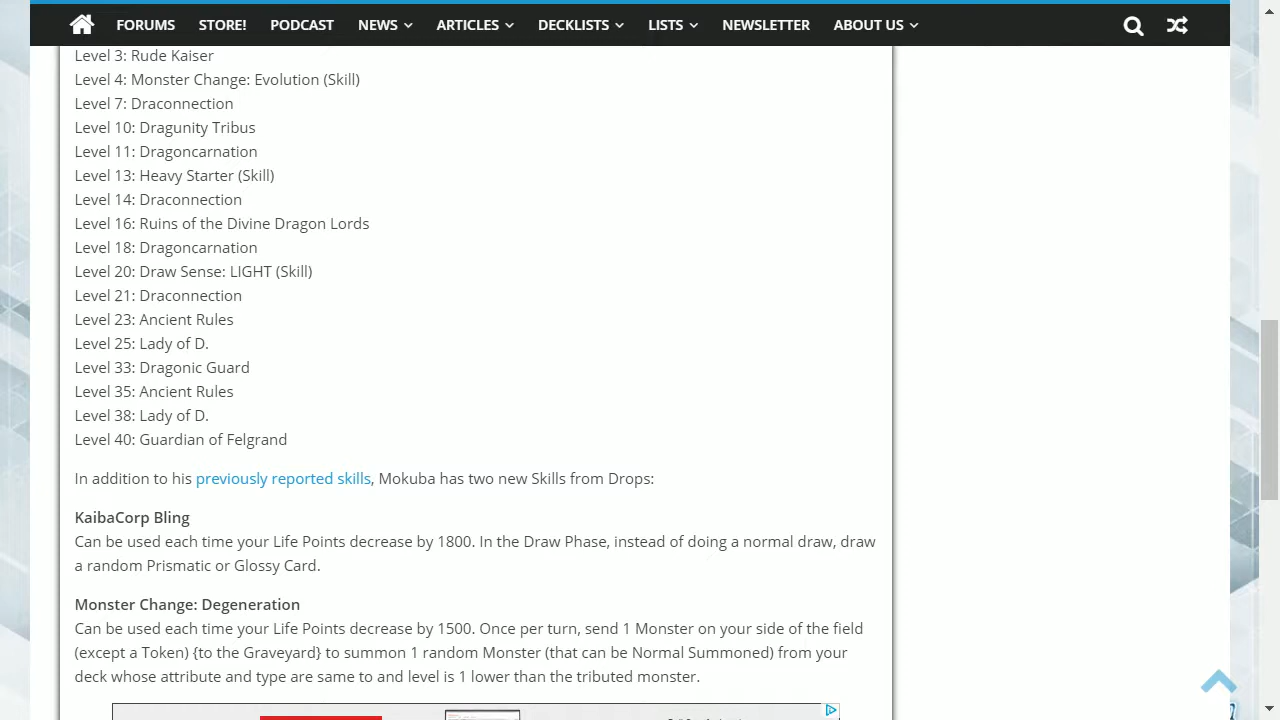 FORUMS STORE! PODCAST NEWS ARTICLES DECKLISTS LISTS NEWSLETTER ABOUT US
Level 3: Rude Kaiser
Level 4: Monster Change: Evolution (Skill)
Level 7: Draconnection
Level 10: Dragunity Tribus
Level 11: Dragoncarnation
Level 13: Heavy Starter (Skill)
Level 14: Draconnection
Level 16: Ruins of the Divine Dragon Lords
Level 18: Dragoncarnation
Level 20: Draw Sense: LIGHT (Skill)
Level 21: Draconnection
Level 23: Ancient Rules
Level 25: Lady of D.
Level 33: Dragonic Guard
Level 35: Ancient Rules
Level 38: Lady of D.
Level 40: Guardian of Felgrand
In addition to his previously reported skills, Mokuba has two new Skills from Drops:
KaibaCorp Bling
Can be used each time your Life Points decrease by 1800. In the Draw Phase, instead of doing a normal draw, draw
a random Prismatic or Glossy Card.
Monster Change: Degeneration
Can be used each time your Life Points decrease by 1500. Once per turn, send 1 Monster on your side of the field
(except a Token) {to the Graveyard} to summon 1 random Monster (that can be Normal Summoned) from your
deck whose attribute and type are same to and level is 1 lower than the tributed monster.